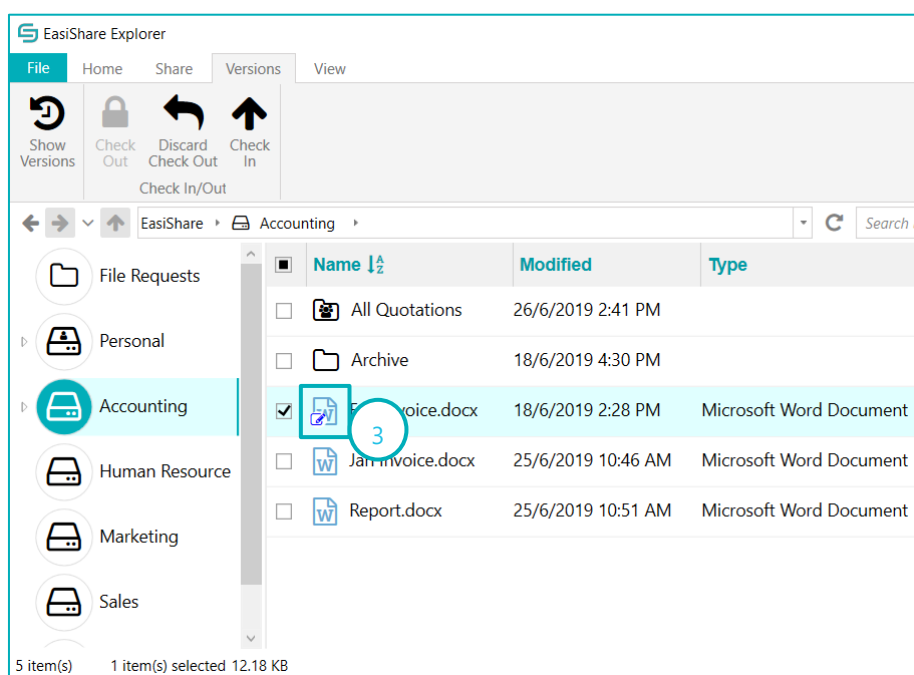 EasiShare Explorer
File Home Share Versions View
Show Versions
Check Out
Discard Check Out
Check In
Check In/Out
EasiShare Accounting Search
Name Modified Type
File Requests
Personal
Accounting
Human Resource
Marketing
Sales
All Quotations 26/6/2019 2:41 PM
Archive 18/6/2019 4:30 PM
voice.docx 18/6/2019 2:28 PM Microsoft Word Document
3
Jan Invoice.docx 25/6/2019 10:46 AM Microsoft Word Document
Report.docx 25/6/2019 10:51 AM Microsoft Word Document
5 item(s) 1 item(s) selected 12.18 KB